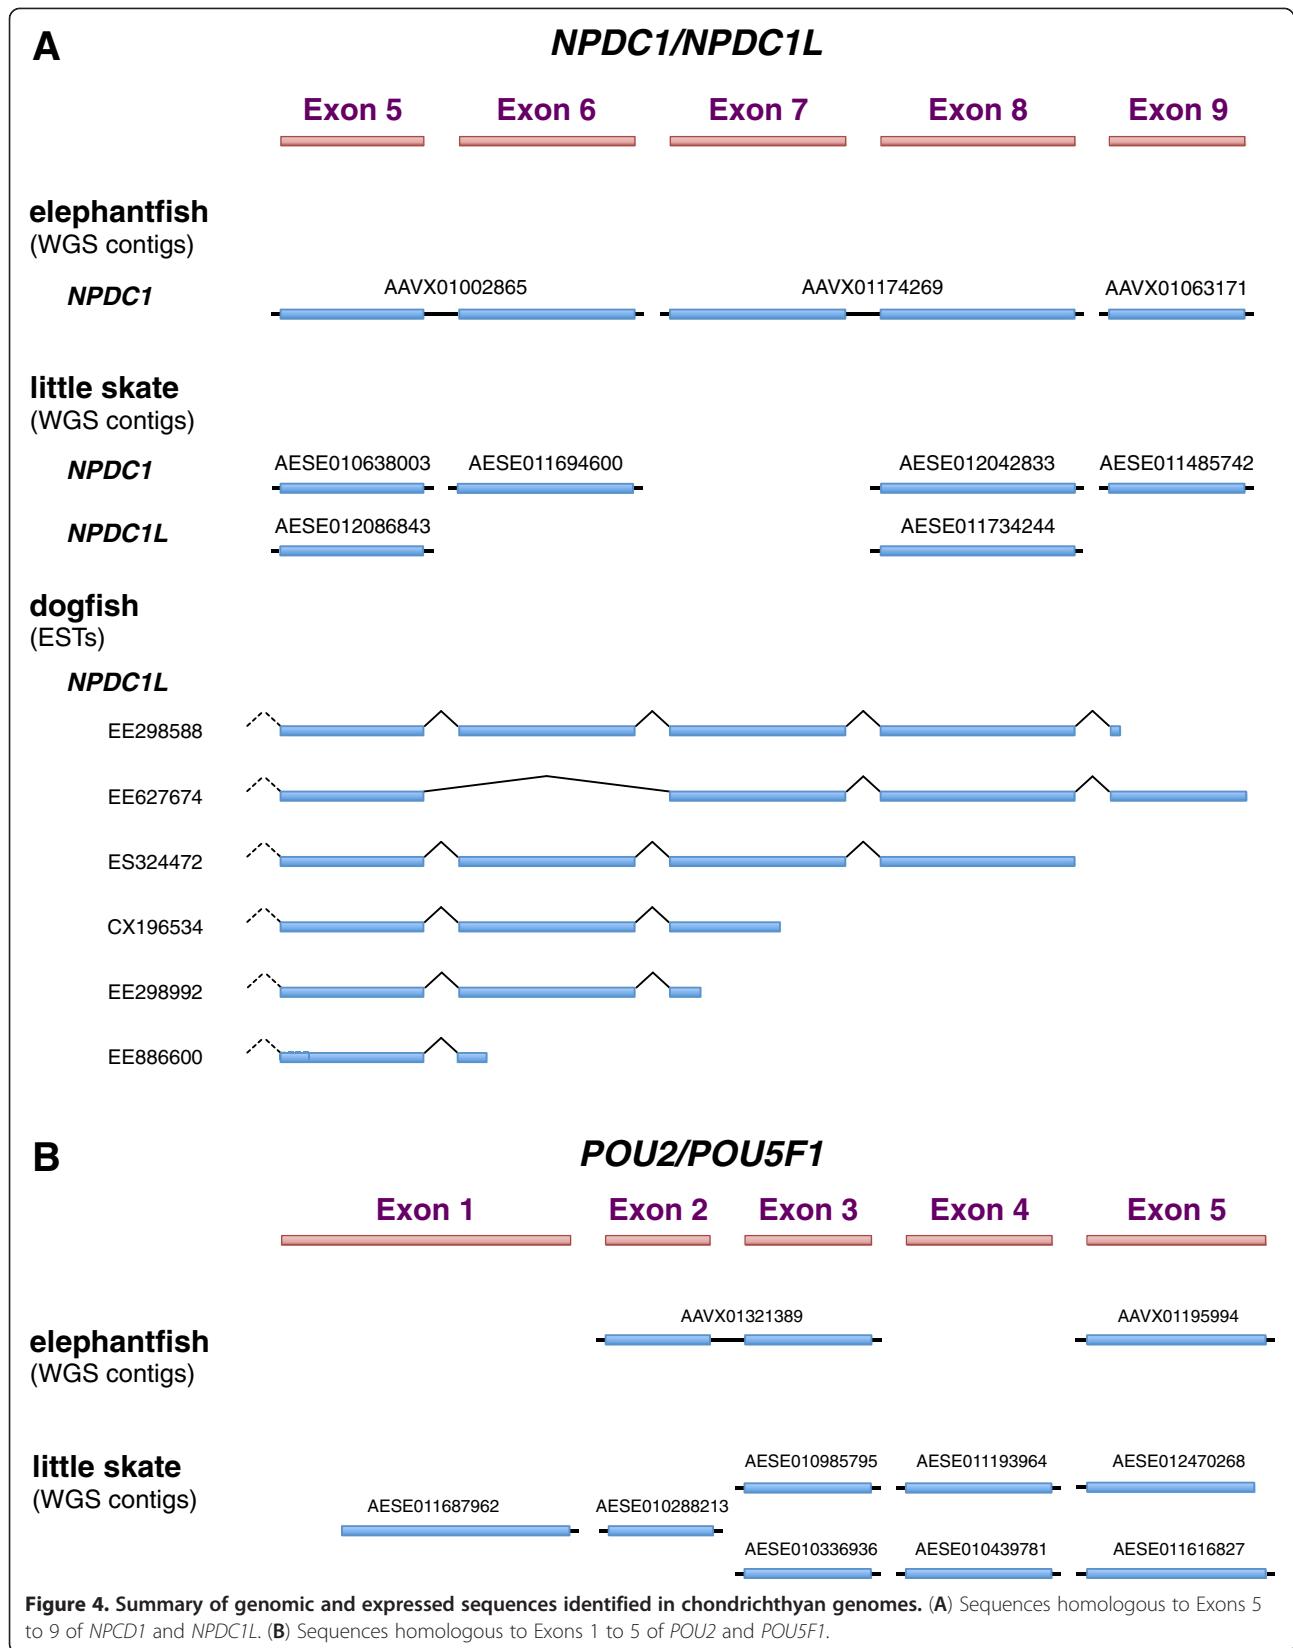 A
NPDC1/NPDC1L
Exon 5 Exon 6 Exon 7 Exon 8 Exon 9
elephantfish
(WGS contigs)
NPDC1
AAVX01002865 AAVX01174269 AAVX01063171
little skate
(WGS contigs)
NPDC1
AESE010638003 AESE011694600 AESE012042833 AESE011485742
NPDC1L
AESE012086843 AESE011734244
dogfish
(ESTs)
NPDC1L
EE298588
EE627674
ES324472
CX196534
EE298992
EE886600
B
POU2/POU5F1
Exon 1 Exon 2 Exon 3 Exon 4 Exon 5
elephantfish
(WGS contigs)
AAVX01321389 AAVX01195994
little skate
(WGS contigs)
AESE010985795 AESE011193964 AESE012470268
AESE011687962 AESE010288213
AESE010336936 AESE010439781 AESE011616827
Figure 4. Summary of genomic and expressed sequences identified in chondrichthyan genomes. (A) Sequences homologous to Exons 5
to 9 of NPCD1 and NPDC1L. (B) Sequences homologous to Exons 1 to 5 of POU2 and POU5F1.